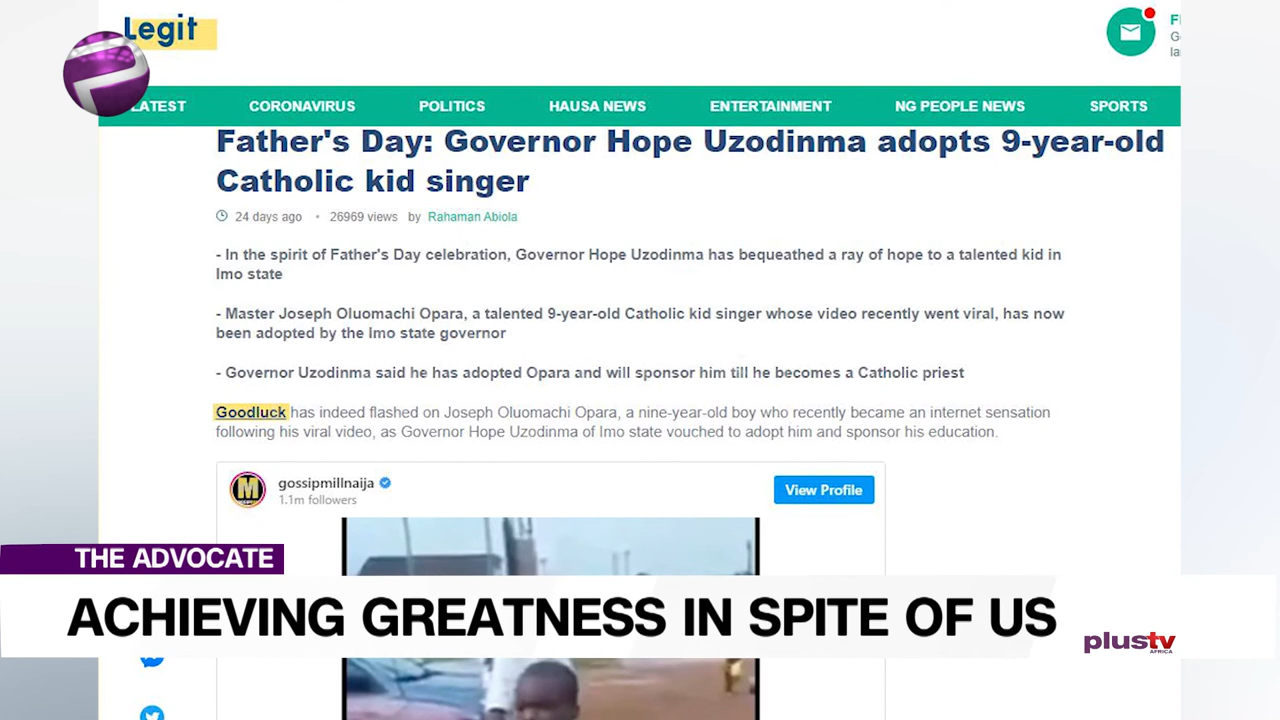 Legit
LATEST CORONAVIRUS POLITICS HAUSA NEWS ENTERTAINMENT NG PEOPLE NEWS SPORTS
Father's Day: Governor Hope Uzodinma adopts 9-year-old
Catholic kid singer
24 days ago • 26969 views by Rahaman Abiola
- In the spirit of Father's Day celebration, Governor Hope Uzodinma has bequeathed a ray of hope to a talented kid in
Imo state
- Master Joseph Oluomachi Opara, a talented 9-year-old Catholic kid singer whose video recently went viral, has now
been adopted by the Imo state governor
- Governor Uzodinma said he has adopted Opara and will sponsor him till he becomes a Catholic priest
Goodluck has indeed flashed on Joseph Oluomachi Opara, a nine-year-old boy who recently became an internet sensation
following his viral video, as Governor Hope Uzodinma of Imo state vouched to adopt him and sponsor his education.
gossipmillnaija
1.1m followers
View Profile
THE ADVOCATE
ACHIEVING GREATNESS IN SPITE OF US
plustv
AFRICA